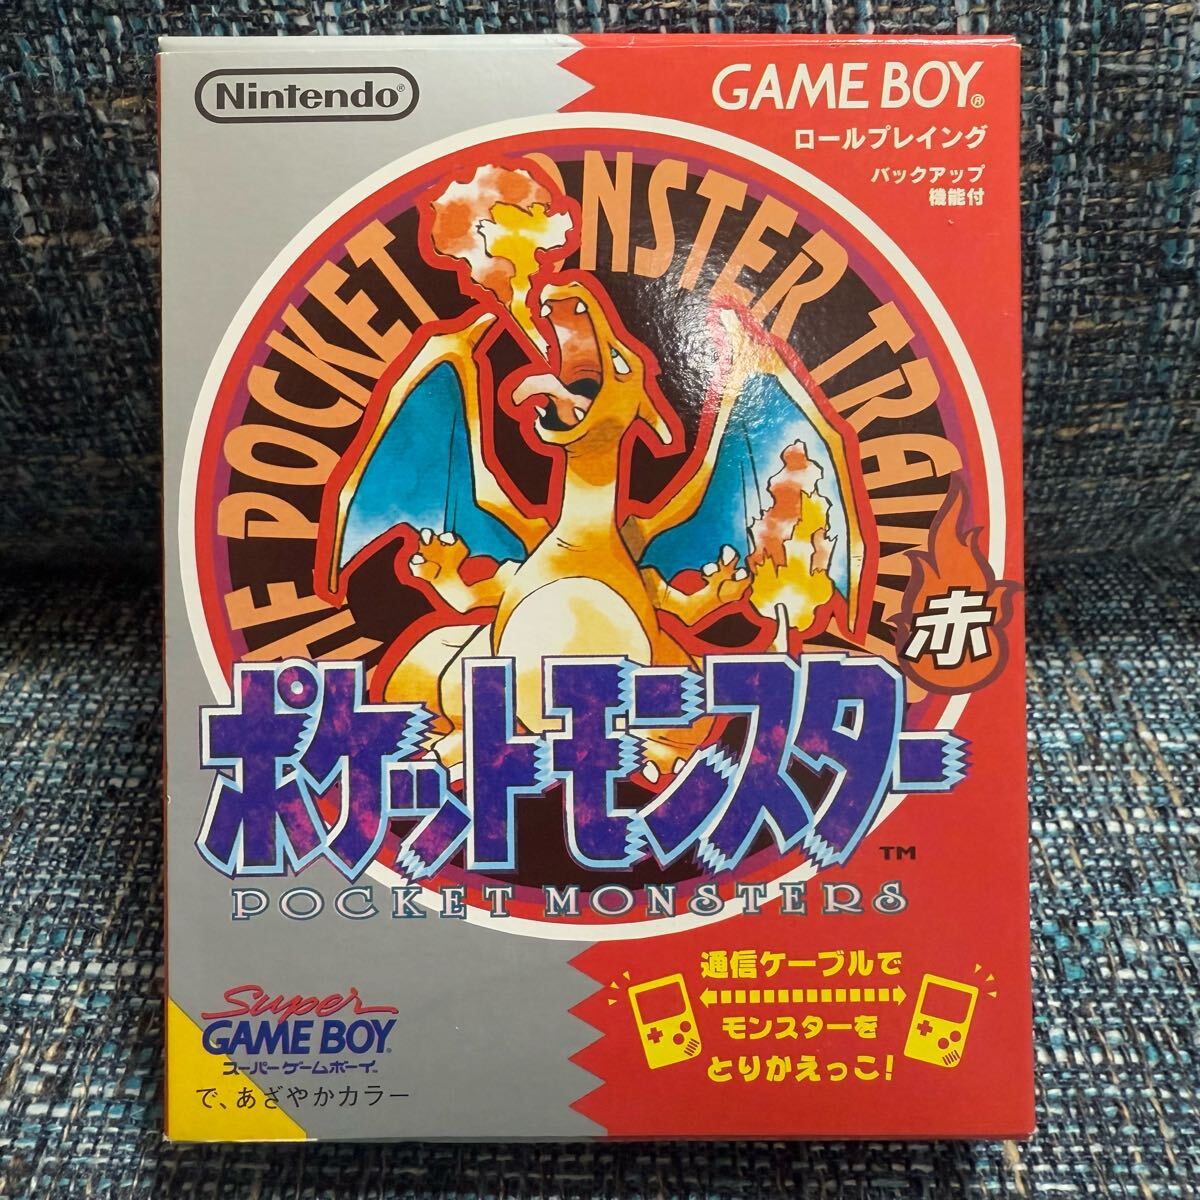 Nintendo®
GAME BOY®
ロールプレイング
バックアップ
機能付
POCKET MONSTER
赤
ポケットモンスター
TM
POCKET MONSTERS
通信ケーブルで
モンスターを
とりかえっこ!
Super
GAME BOY
スーパーゲームボーイ
で、あざやかカラー